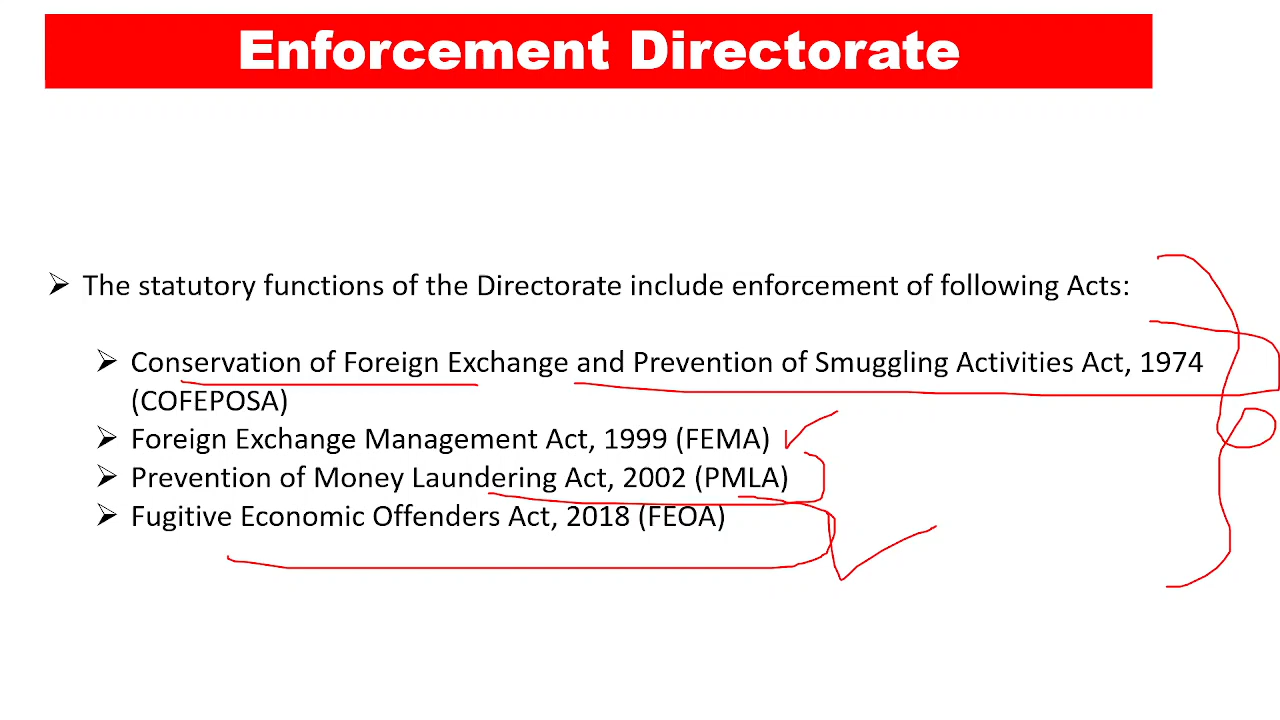 Enforcement Directorate
The statutory functions of the Directorate include enforcement of following Acts:
Conservation of Foreign Exchange and Prevention of Smuggling Activities Act, 1974
(COFEPOSA)
Foreign Exchange Management Act, 1999 (FEMA)
Prevention of Money Laundering Act, 2002 (PMLA)
Fugitive Economic Offenders Act, 2018 (FEOA)